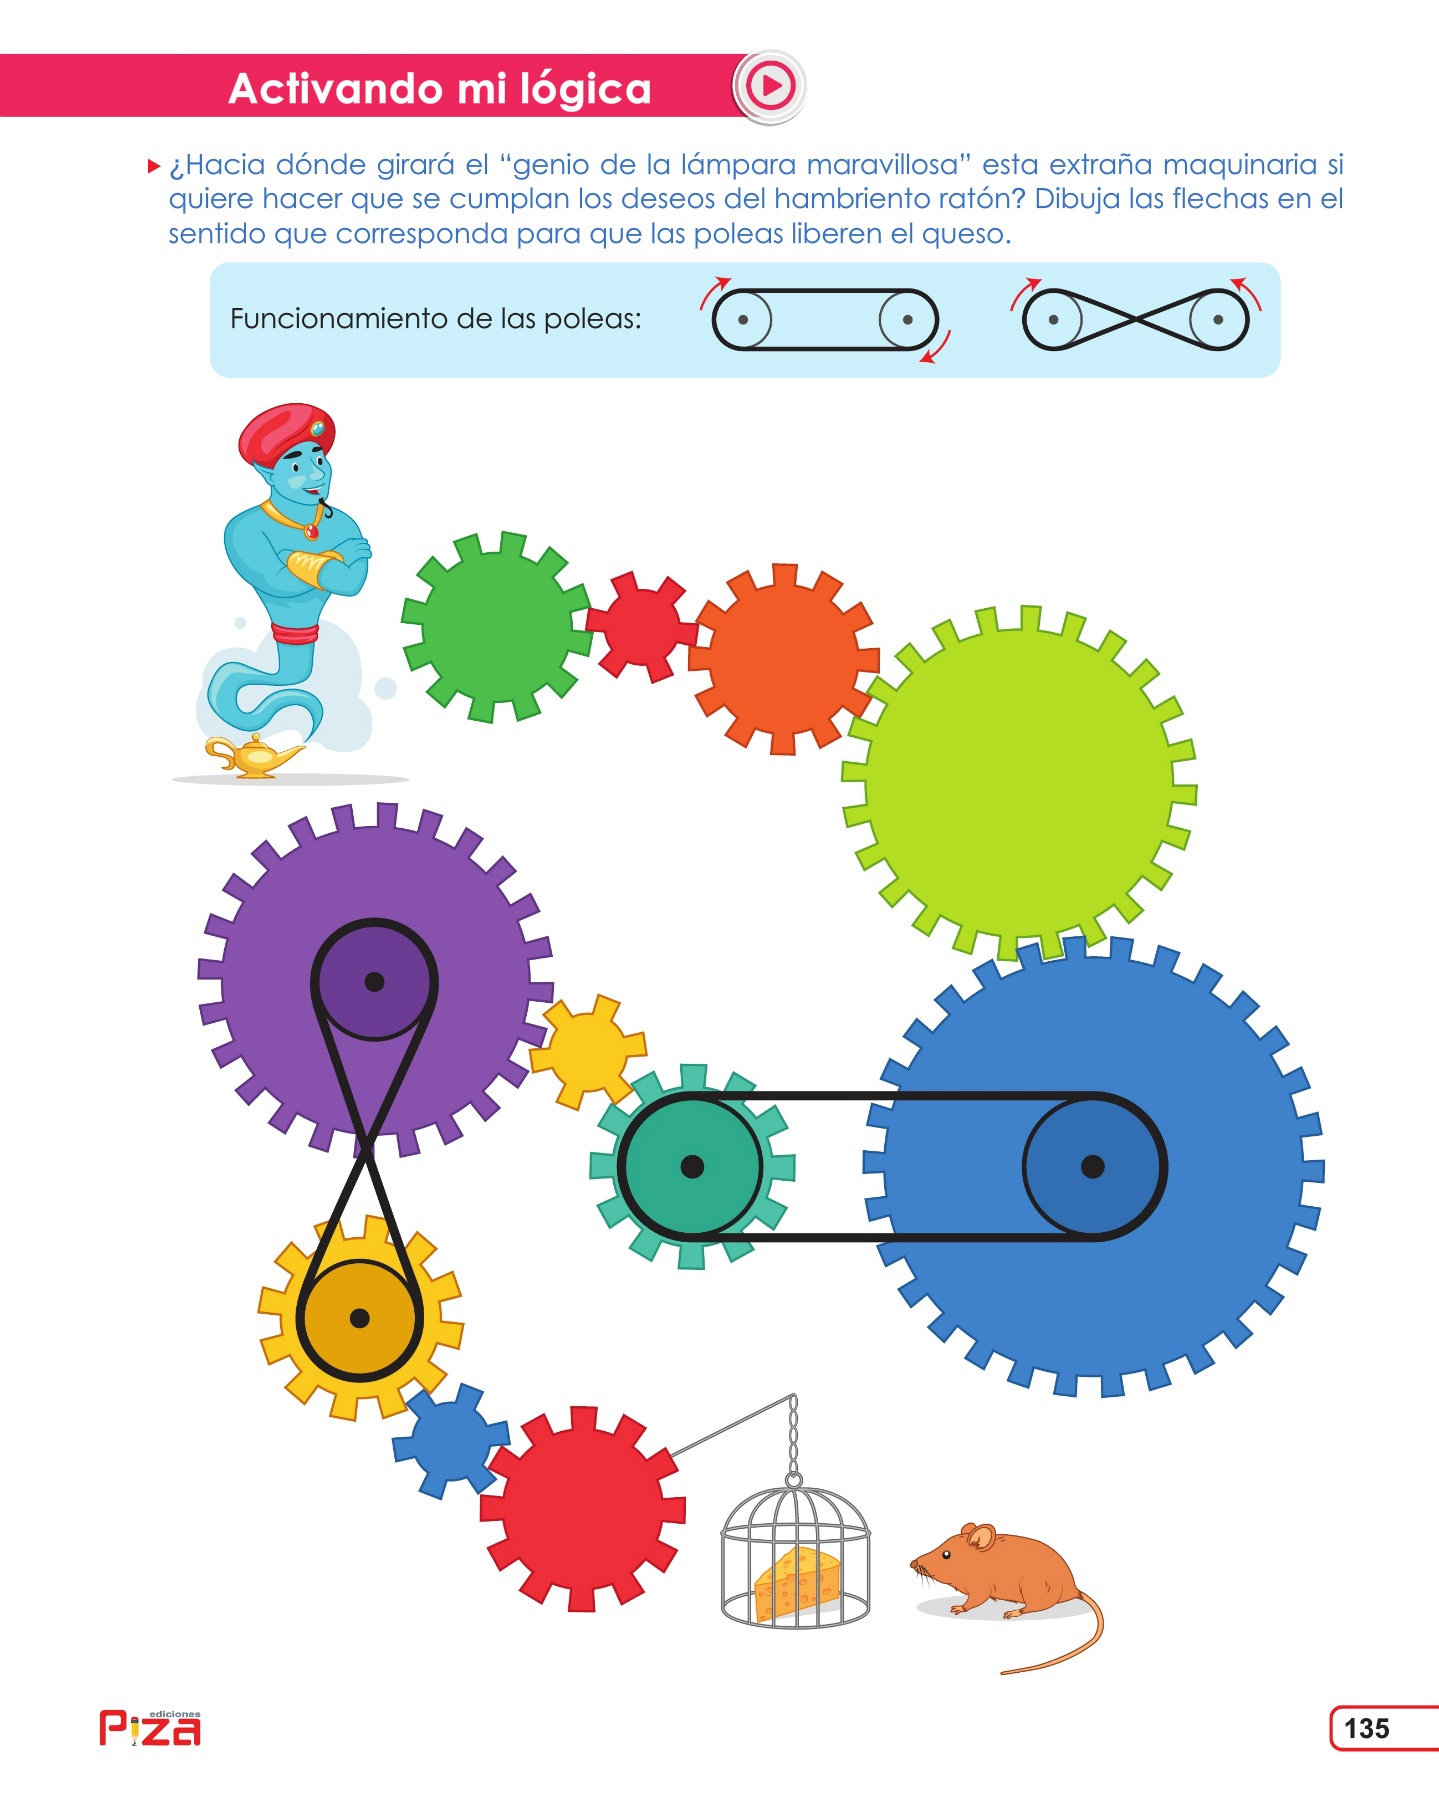 Activando mi lógica
¿Hacia dónde girará el “genio de la lámpara maravillosa” esta extraña maquinaria si
quiere hacer que se cumplan los deseos del hambriento ratón? Dibuja las flechas en el
sentido que corresponda para que las poleas liberen el queso.
Funcionamiento de las poleas:
ediciones
Piza
135